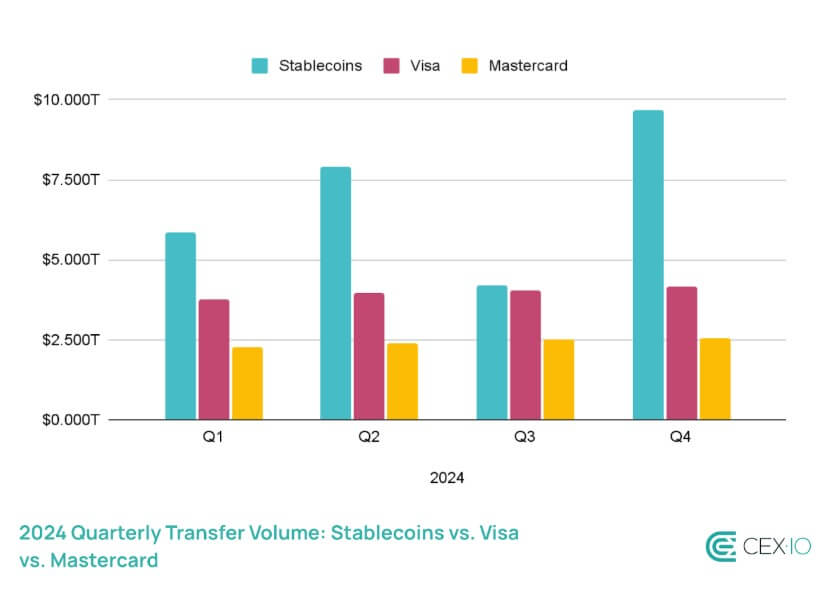 Stablecoins Visa Mastercard
$10.000T
$7.500T
$5.000T
$2.500T
$0.000T
Q1 Q2 Q3 Q4
2024
2024 Quarterly Transfer Volume: Stablecoins vs. Visa
vs. Mastercard
CEX·IO